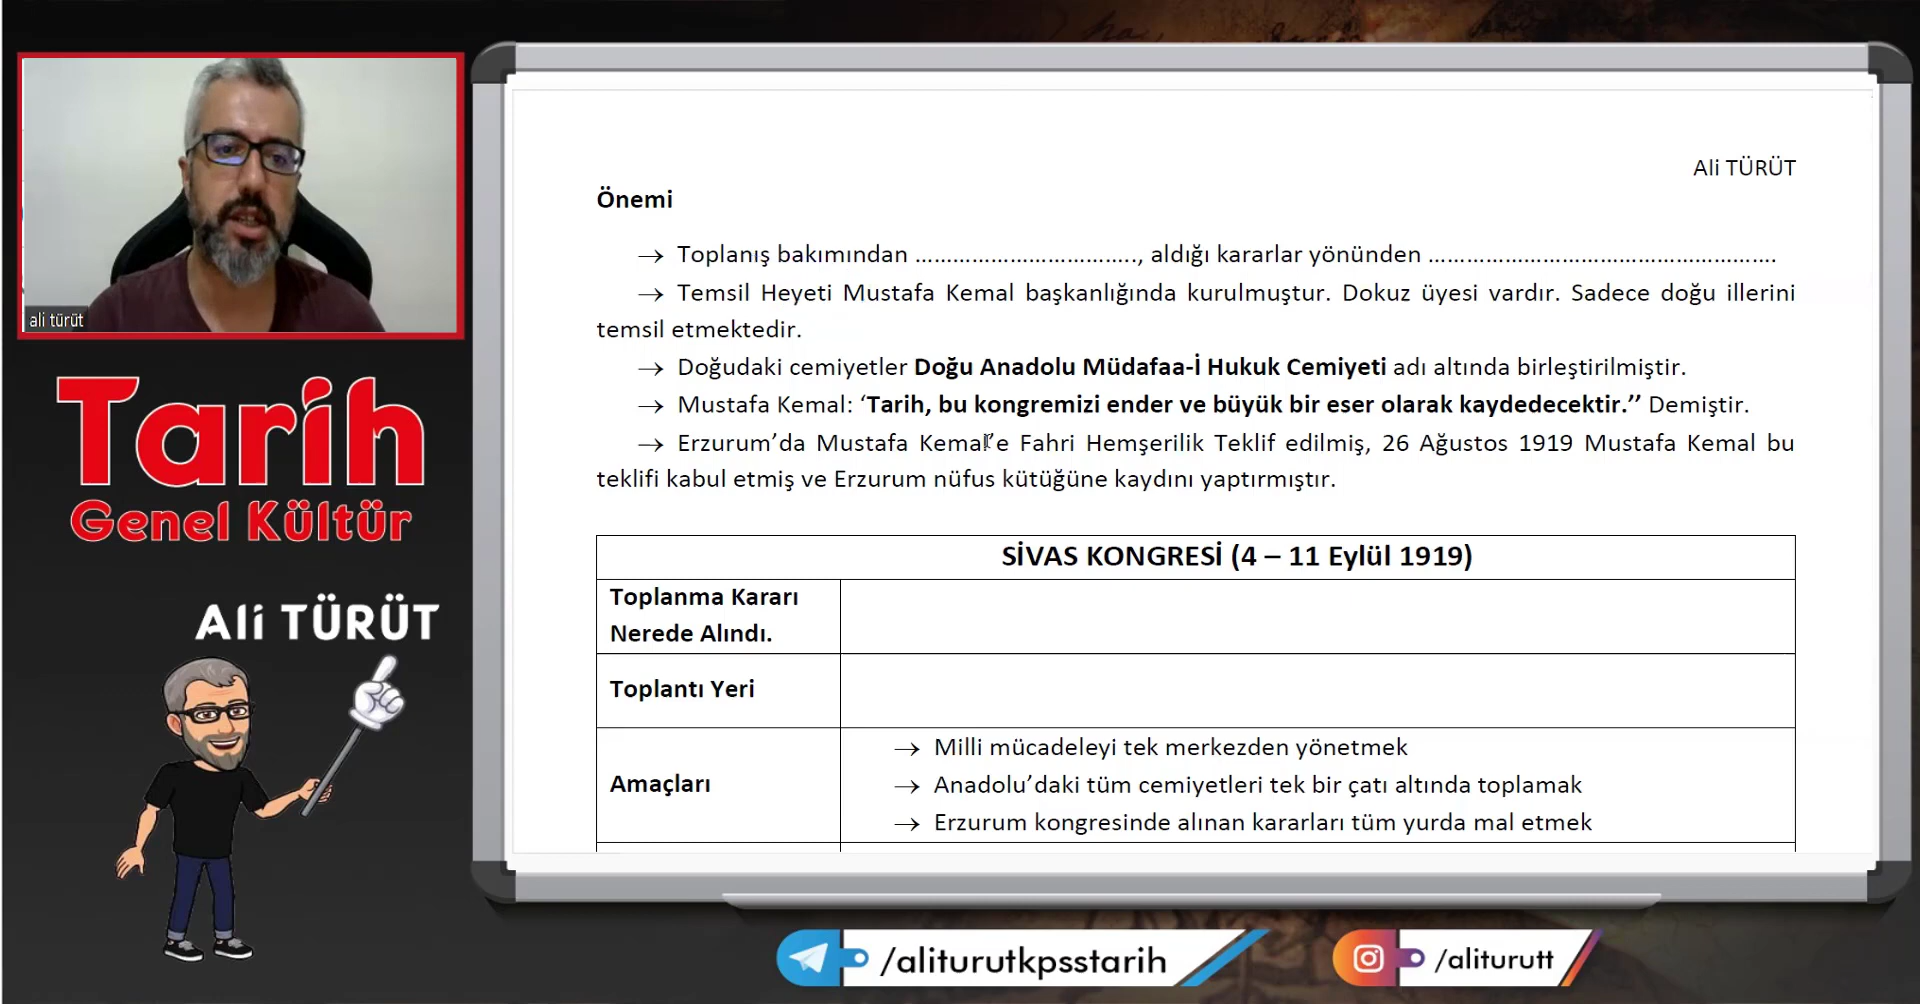 ali türüt
Tarih
Genel Kültür
Ali TÜRÜT
Ali TÜRÜT
Önemi
→ Toplanış bakımından ……………………………., aldığı kararlar yönünden ……………………………………………….
→ Temsil Heyeti Mustafa Kemal başkanlığında kurulmuştur. Dokuz üyesi vardır. Sadece doğu illerini
temsil etmektedir.
→ Doğudaki cemiyetler Doğu Anadolu Müdafaa-İ Hukuk Cemiyeti adı altında birleştirilmiştir.
→ Mustafa Kemal: ‘Tarih, bu kongremizi ender ve büyük bir eser olarak kaydedecektir.’’ Demiştir.
→ Erzurum’da Mustafa Kemal’e Fahri Hemşerilik Teklif edilmiş, 26 Ağustos 1919 Mustafa Kemal bu
teklifi kabul etmiş ve Erzurum nüfus kütüğüne kaydını yaptırmıştır.
SİVAS KONGRESİ (4 – 11 Eylül 1919)
Toplanma Kararı
Nerede Alındı.
Toplantı Yeri
Amaçları
→ Milli mücadeleyi tek merkezden yönetmek
→ Anadolu’daki tüm cemiyetleri tek bir çatı altında toplamak
→ Erzurum kongresinde alınan kararları tüm yurda mal etmek
/aliturutkpsstarih
/aliturutt